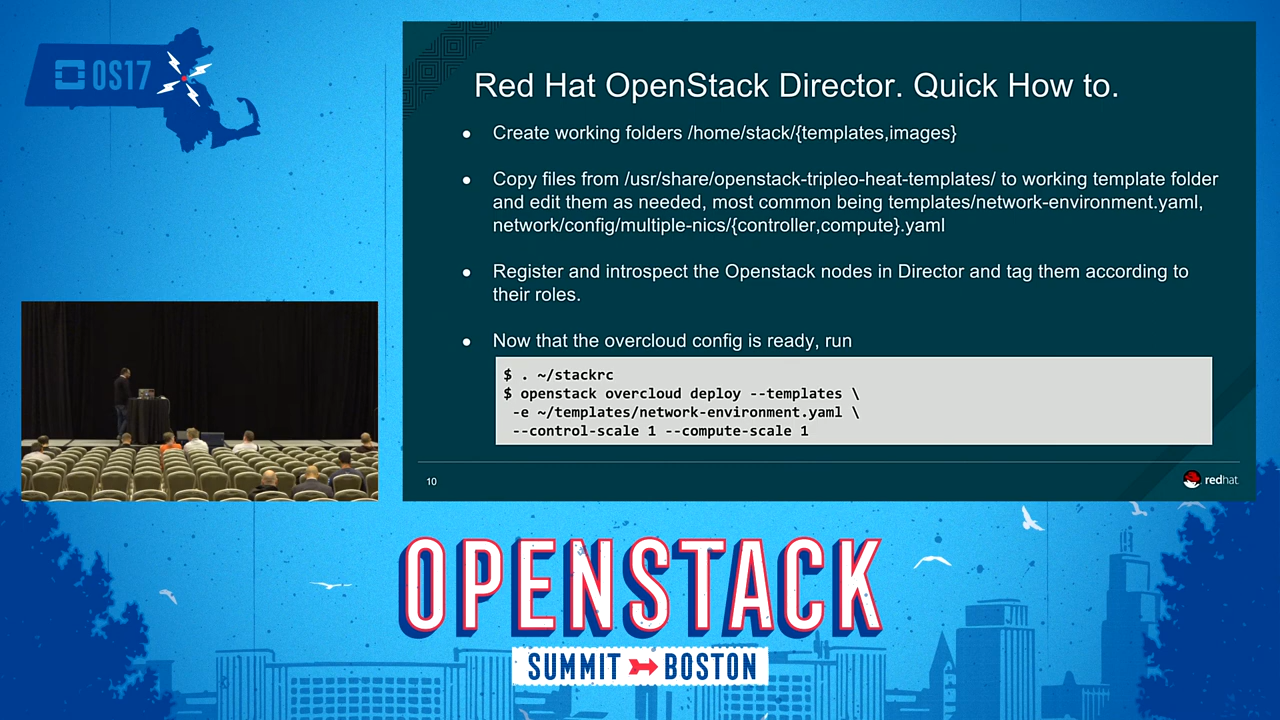 OS17
Red Hat OpenStack Director. Quick How to.
● Create working folders /home/stack/{templates,images}
● Copy files from /usr/share/openstack-tripleo-heat-templates/ to working template folder
and edit them as needed, most common being templates/network-environment.yaml,
network/config/multiple-nics/{controller,compute}.yaml
● Register and introspect the Openstack nodes in Director and tag them according to
their roles.
● Now that the overcloud config is ready, run
$ . ~/stackrc
$ openstack overcloud deploy --templates \
-e ~/templates/network-environment.yaml \
--control-scale 1 --compute-scale 1
10
redhat.
OPENSTACK
SUMMIT BOSTON